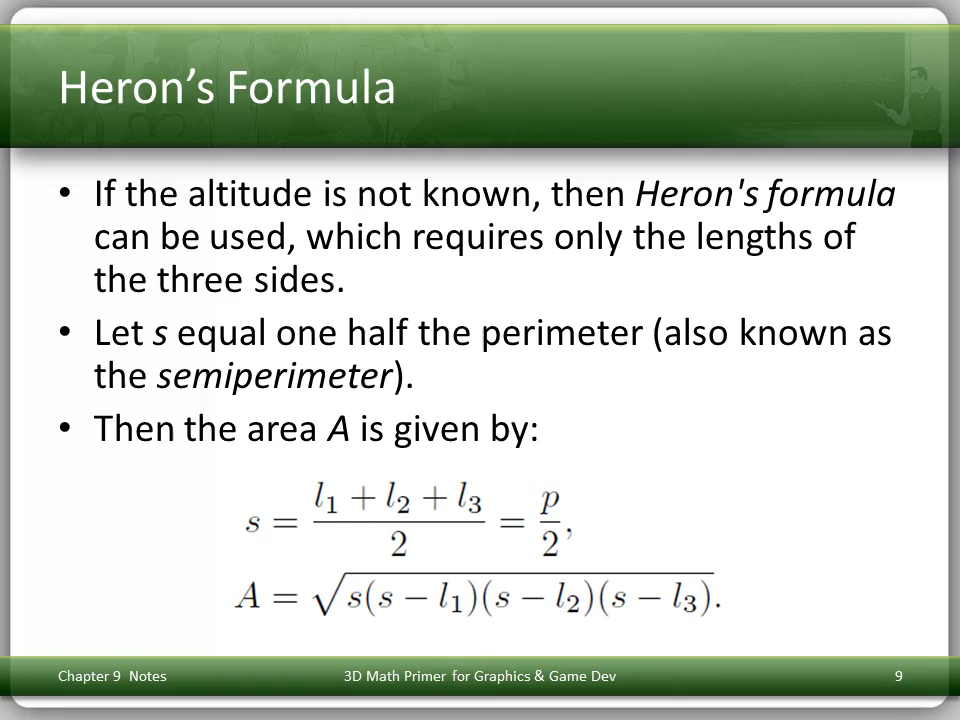 Heron’s Formula
• If the altitude is not known, then Heron's formula
can be used, which requires only the lengths of
the three sides.
• Let s equal one half the perimeter (also known as
the semiperimeter).
• Then the area A is given by:
s = (l₁ + l₂ + l₃)/2 = p/2,
A = √(s(s − l₁)(s − l₂)(s − l₃)).
Chapter 9 Notes
3D Math Primer for Graphics & Game Dev
9